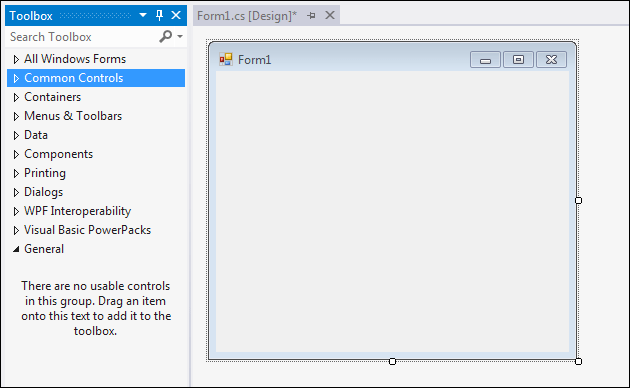 Toolbox
Search Toolbox
All Windows Forms
Common Controls
Containers
Menus & Toolbars
Data
Components
Printing
Dialogs
WPF Interoperability
Visual Basic PowerPacks
General
There are no usable controls
in this group. Drag an item
onto this text to add it to the
toolbox.
Form1.cs [Design]*
Form1